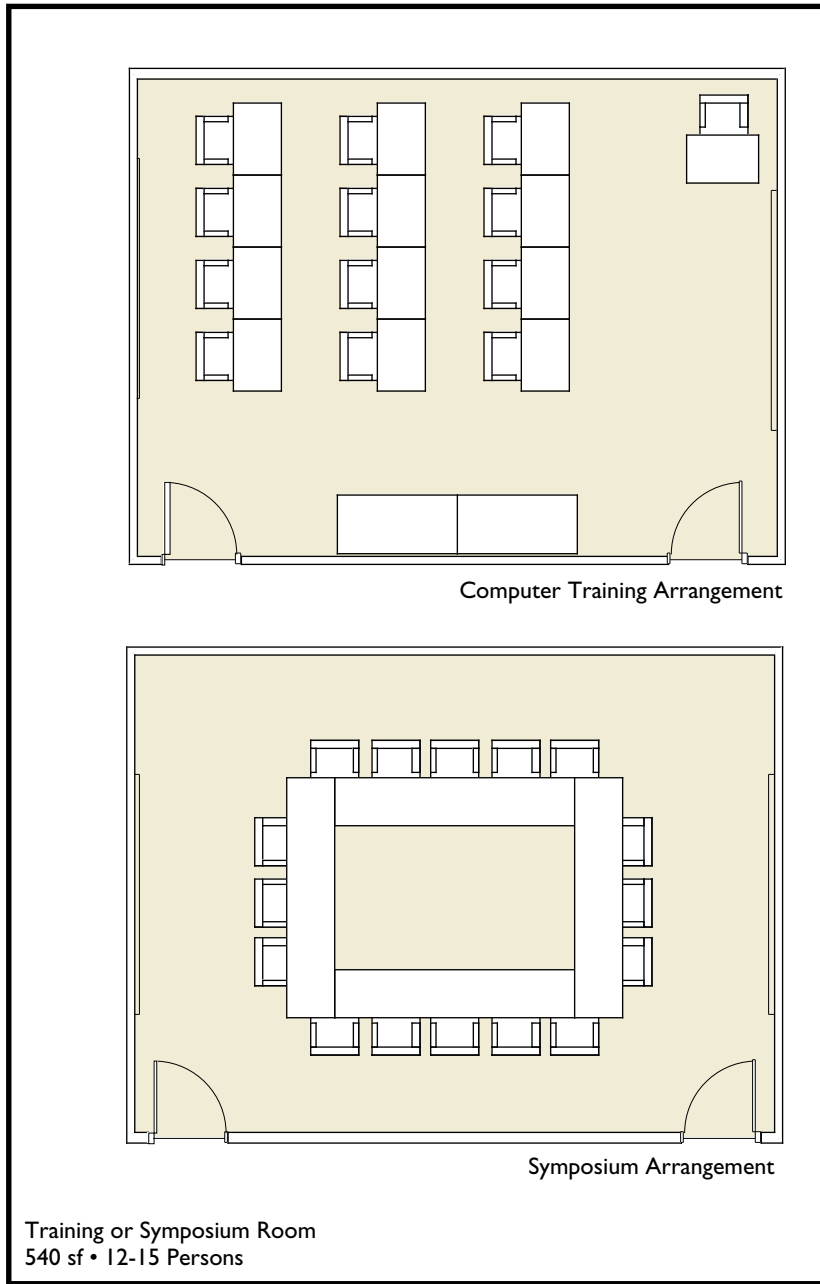 Computer Training Arrangement
Symposium Arrangement
Training or Symposium Room
540 sf • 12-15 Persons